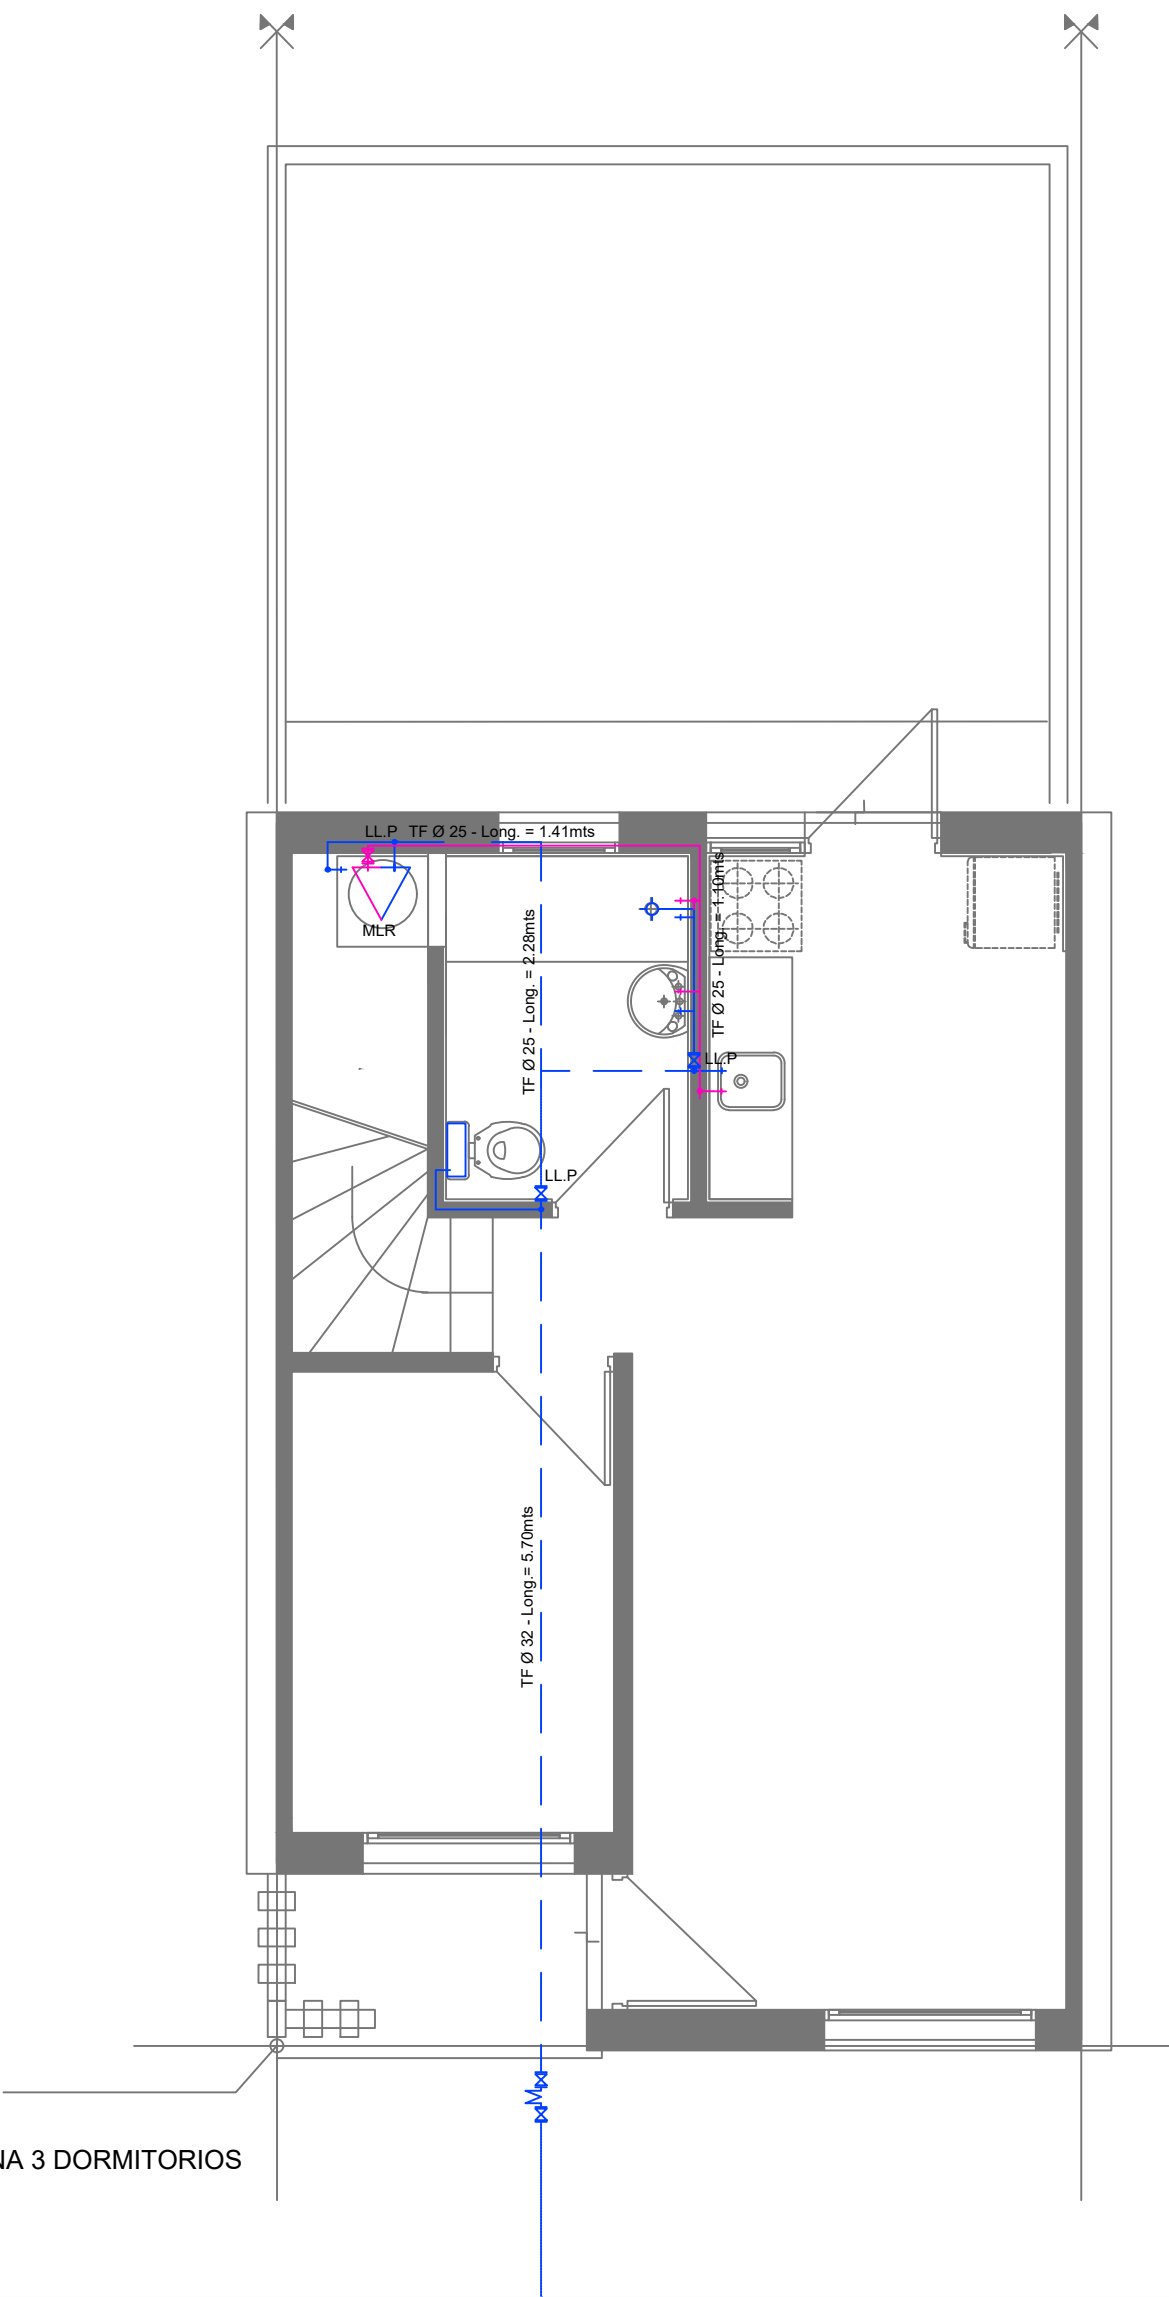 LL.P TF Ø 25 - Long. = 1.41mts
MLR
TF Ø 25 - Long. = 2.28mts
TF Ø 25 - Long. = 1.10mts
LL.P
LL.P
TF Ø 32 - Long.= 5.70mts
M
NA 3 DORMITORIOS